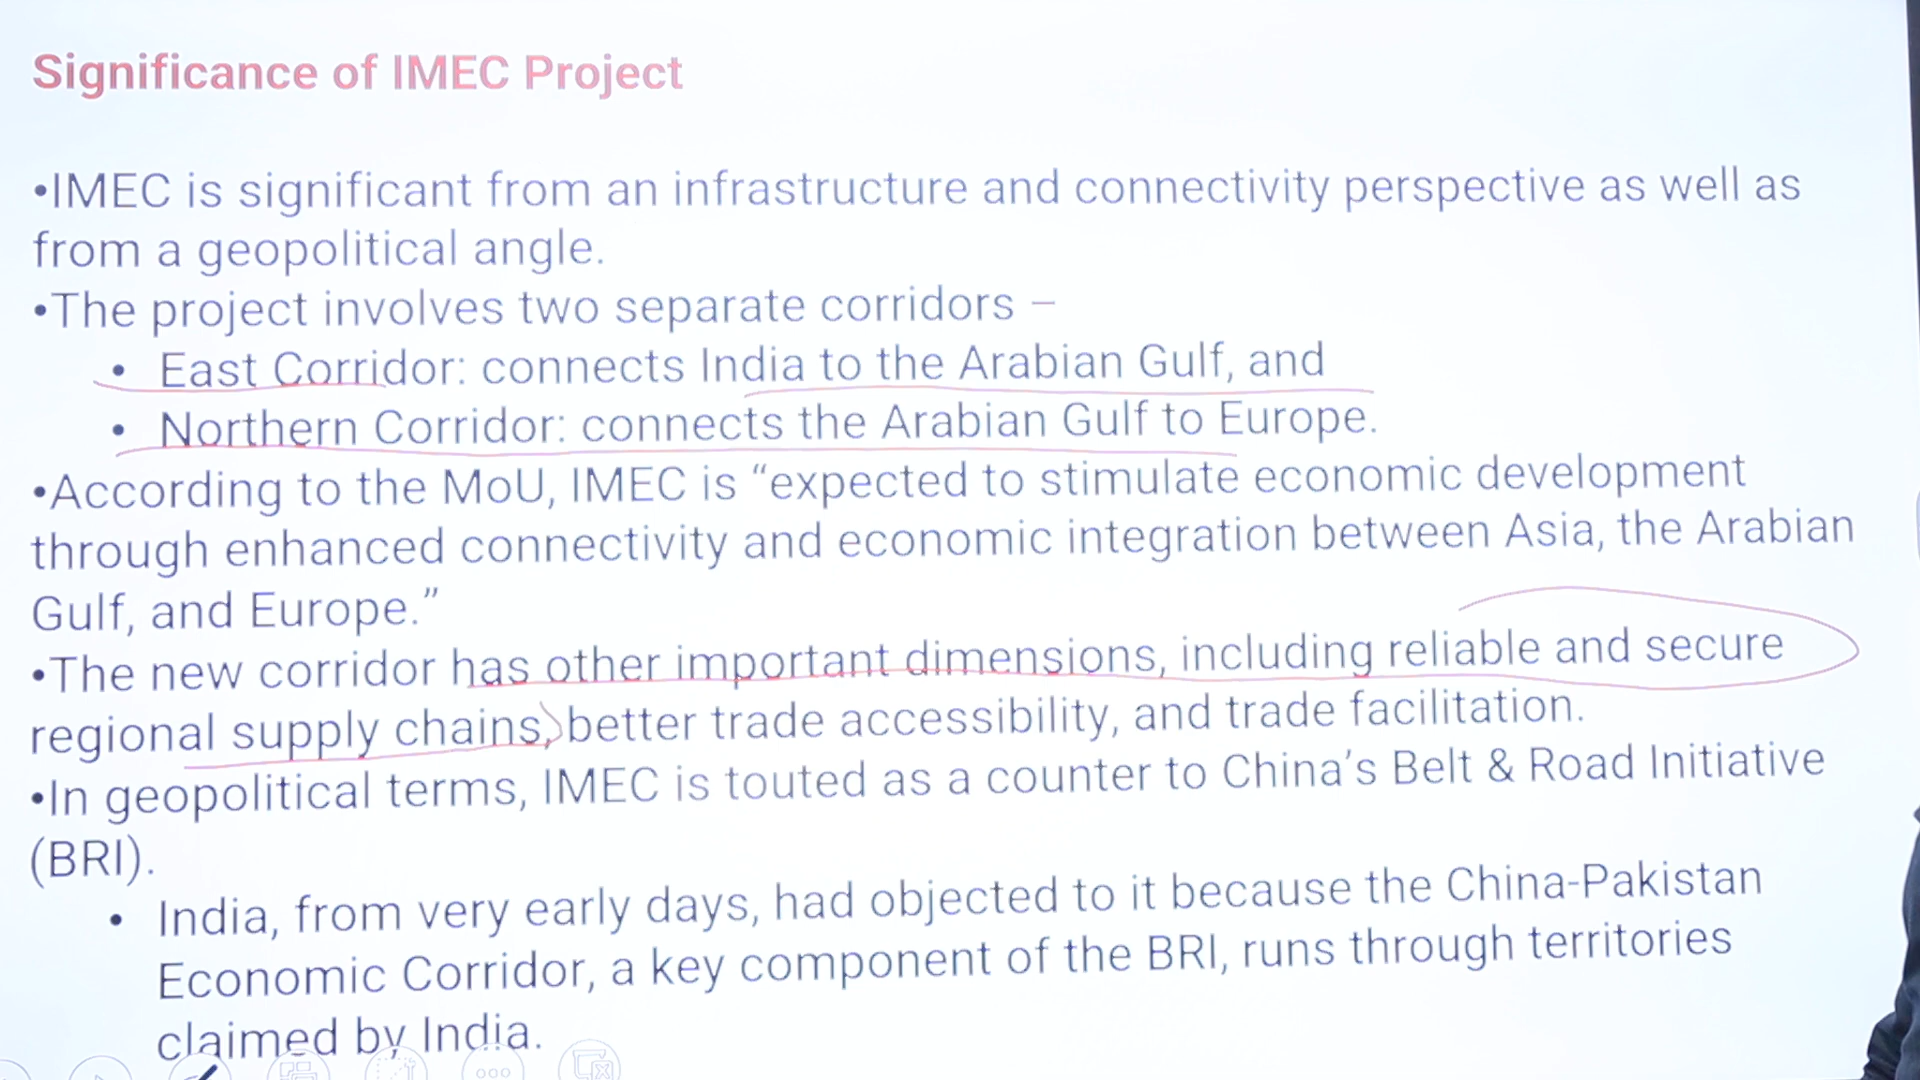 Significance of IMEC Project
•IMEC is significant from an infrastructure and connectivity perspective as well as
from a geopolitical angle.
•The project involves two separate corridors –
• East Corridor: connects India to the Arabian Gulf, and
• Northern Corridor: connects the Arabian Gulf to Europe.
•According to the MoU, IMEC is “expected to stimulate economic development
through enhanced connectivity and economic integration between Asia, the Arabian
Gulf, and Europe.”
•The new corridor has other important dimensions, including reliable and secure
regional supply chains, better trade accessibility, and trade facilitation.
•In geopolitical terms, IMEC is touted as a counter to China’s Belt & Road Initiative
(BRI).
• India, from very early days, had objected to it because the China-Pakistan
Economic Corridor, a key component of the BRI, runs through territories
claimed by India.